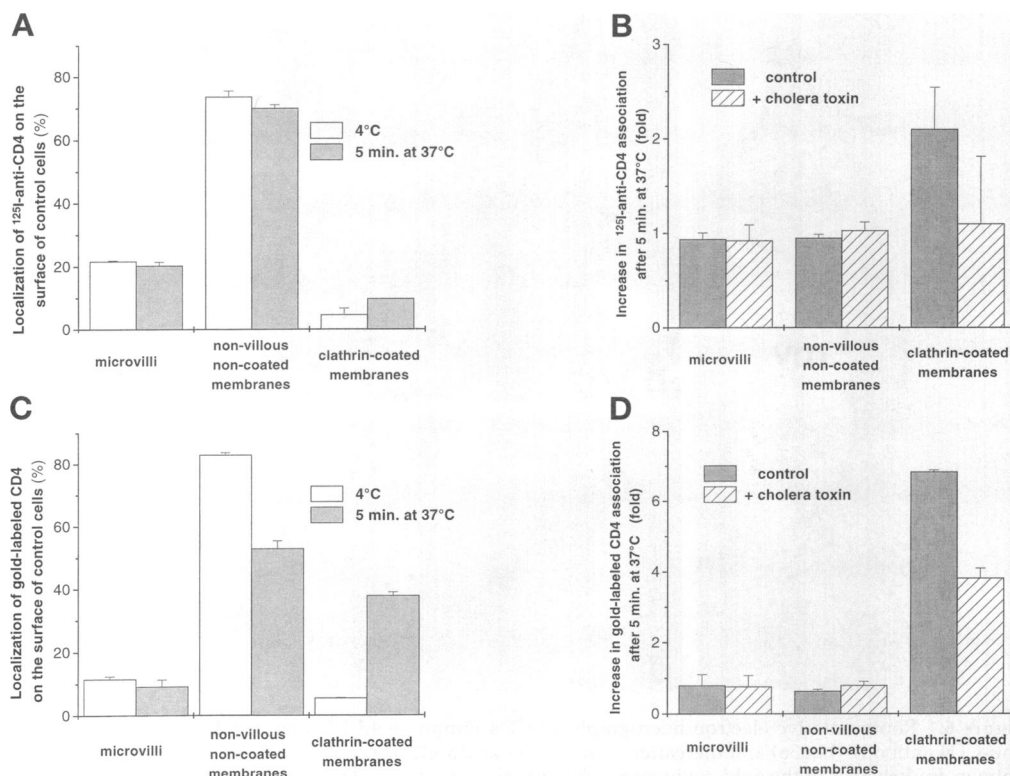 A
Localization of ¹²⁵I-anti-CD4 on the
surface of control cells (%)
80
60
40
20
0
4°C
5 min. at 37°C
microvilli
non-villous
non-coated
membranes
clathrin-coated
membranes
B
Increase in ¹²⁵I-anti-CD4 association
after 5 min. at 37°C (fold)
3
2
1
0
control
+ cholera toxin
microvilli
non-villous
non-coated
membranes
clathrin-coated
membranes
C
Localization of gold-labeled CD4
on the surface of control cells (%)
80
60
40
20
0
4°C
5 min. at 37°C
microvilli
non-villous
non-coated
membranes
clathrin-coated
membranes
D
Increase in gold-labeled CD4 association
after 5 min. at 37°C (fold)
8
6
4
2
0
control
+ cholera toxin
microvilli
non-villous
non-coated
membranes
clathrin-coated
membranes